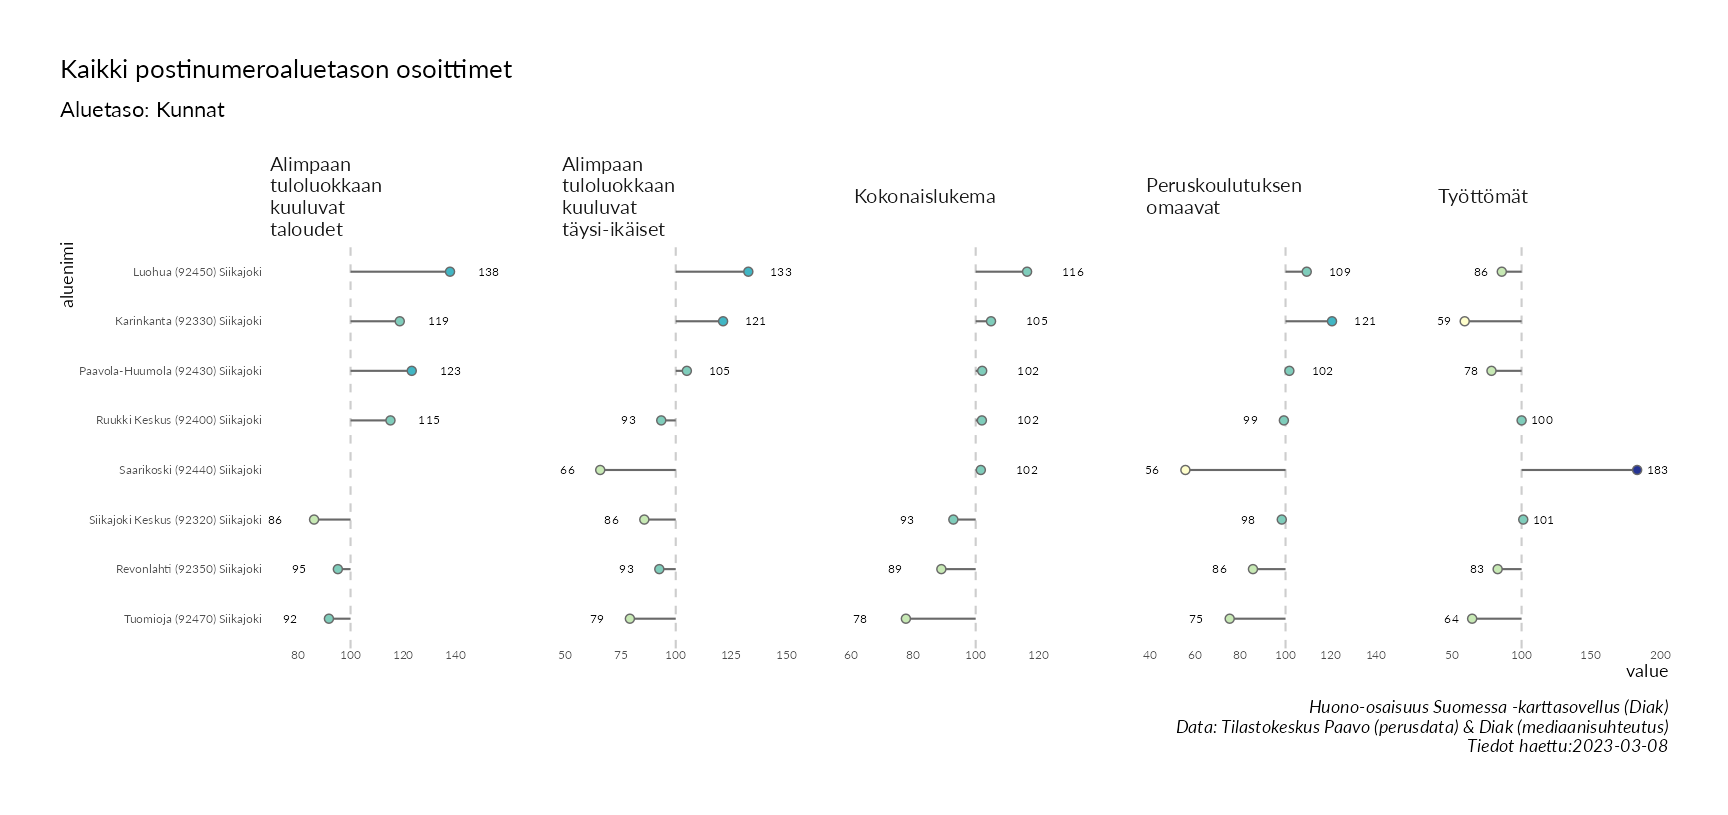 Kaikki postinumeroaluetason osoittimet
Aluetaso: Kunnat
Alimpaan
tuloluokkaan
kuuluvat
taloudet
Alimpaan
tuloluokkaan
kuuluvat
täysi-ikäiset
Kokonaislukema
Peruskoulutuksen
omaavat
Työttömät
aluenimi
Luohua (92450) Siikajoki 138 133 116 109 86
Karinkanta (92330) Siikajoki 119 121 105 121 59
Paavola-Huumola (92430) Siikajoki 123 105 102 102 78
Ruukki Keskus (92400) Siikajoki 115 93 102 99 100
Saarikoski (92440) Siikajoki 66 102 56 183
Siikajoki Keskus (92320) Siikajoki 86 86 93 98 101
Revonlahti (92350) Siikajoki 95 93 89 86 83
Tuomioja (92470) Siikajoki 92 79 78 75 64
80 100 120 140 50 75 100 125 150 60 80 100 120 40 60 80 100 120 140 50 100 150 200
value
Huono-osaisuus Suomessa -karttasovellus (Diak)
Data: Tilastokeskus Paavo (perusdata) & Diak (mediaanisuhteutus)
Tiedot haettu:2023-03-08